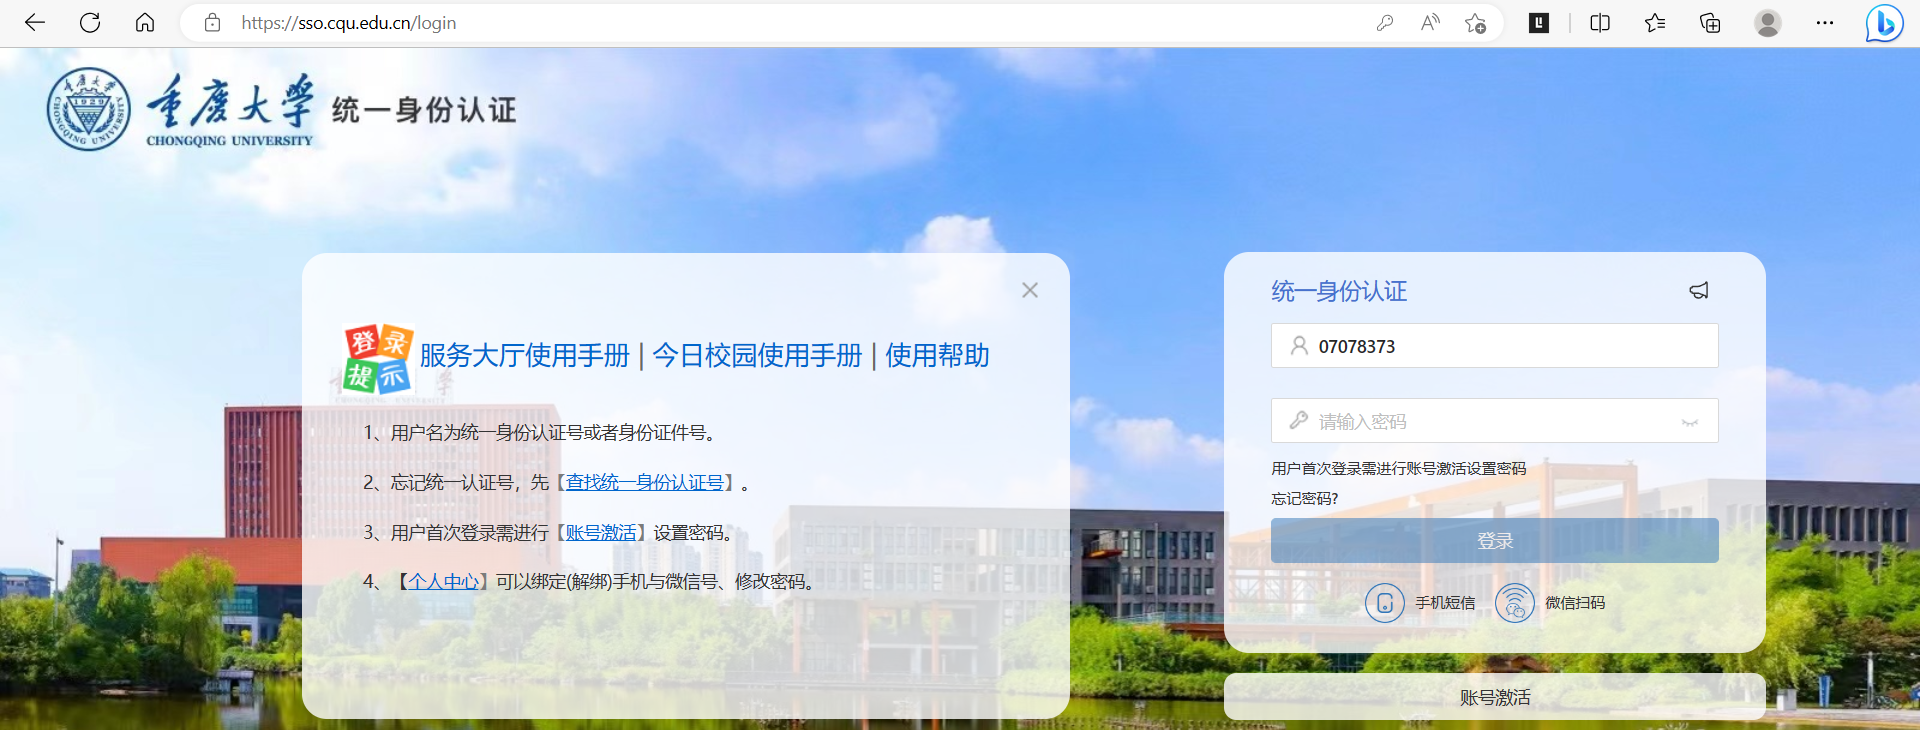 https://sso.cqu.edu.cn/login
重庆大学 统一身份认证
CHONGQING UNIVERSITY
1929
登录提示
服务大厅使用手册 | 今日校园使用手册 | 使用帮助
1、用户名为统一身份认证号或者身份证件号。
2、忘记统一认证号，先【查找统一身份认证号】。
3、用户首次登录需进行【账号激活】设置密码。
4、【个人中心】可以绑定(解绑)手机与微信号、修改密码。
统一身份认证
07078373
请输入密码
用户首次登录需进行账号激活设置密码
忘记密码?
登录
手机短信
微信扫码
账号激活